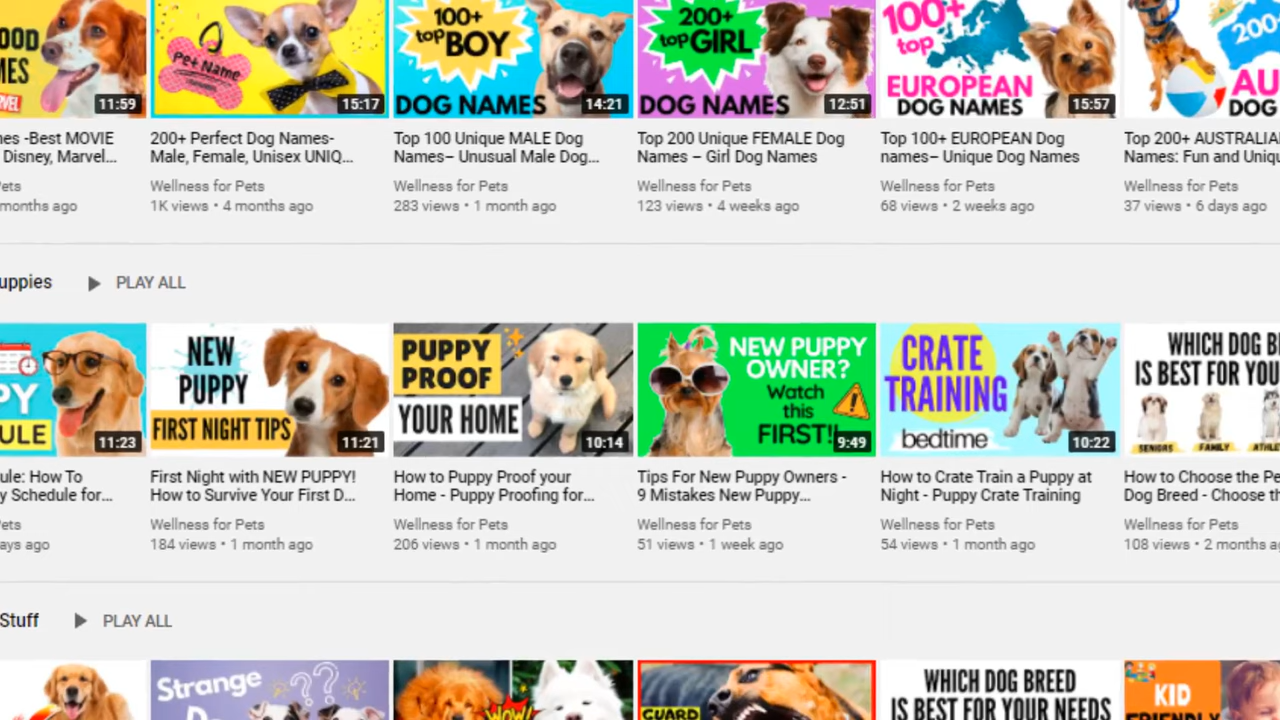 OOD
MES
MARVEL
11:59
Pet Name
15:17
100+
top BOY
DOG NAMES
14:21
200+
top GIRL
DOG NAMES
12:51
100+
top
EUROPEAN
DOG NAMES
15:57
200
AU
DOG
mes -Best MOVIE
Disney, Marvel...
ets
months ago
200+ Perfect Dog Names-
Male, Female, Unisex UNIQ...
Wellness for Pets
1K views • 4 months ago
Top 100 Unique MALE Dog
Names– Unusual Male Dog...
Wellness for Pets
283 views • 1 month ago
Top 200 Unique FEMALE Dog
Names – Girl Dog Names
Wellness for Pets
123 views • 4 weeks ago
Top 100+ EUROPEAN Dog
names– Unique Dog Names
Wellness for Pets
68 views • 2 weeks ago
Top 200+ AUSTRALIA
Names: Fun and Uniqu
Wellness for Pets
37 views • 6 days ago
uppies
PLAY ALL
PY
ULE
11:23
NEW
PUPPY
FIRST NIGHT TIPS
11:21
PUPPY
PROOF
YOUR HOME
10:14
NEW PUPPY
OWNER?
Watch
this
FIRST!!
9:49
CRATE
TRAINING
bedtime
10:22
WHICH DOG B
IS BEST FOR YOU
SENIORS
FAMILY
ATHL
ule: How To
y Schedule for...
ets
ays ago
First Night with NEW PUPPY!
How to Survive Your First D...
Wellness for Pets
184 views • 1 month ago
How to Puppy Proof your
Home - Puppy Proofing for...
Wellness for Pets
206 views • 1 month ago
Tips For New Puppy Owners -
9 Mistakes New Puppy...
Wellness for Pets
51 views • 1 week ago
How to Crate Train a Puppy at
Night - Puppy Crate Training
Wellness for Pets
54 views • 1 month ago
How to Choose the Pe
Dog Breed - Choose th
Wellness for Pets
108 views • 2 months ag
Stuff
PLAY ALL
Strange
Do
WOW!
GUARD
WHICH DOG BREED
IS BEST FOR YOUR NEEDS
KID
FRIENDLY